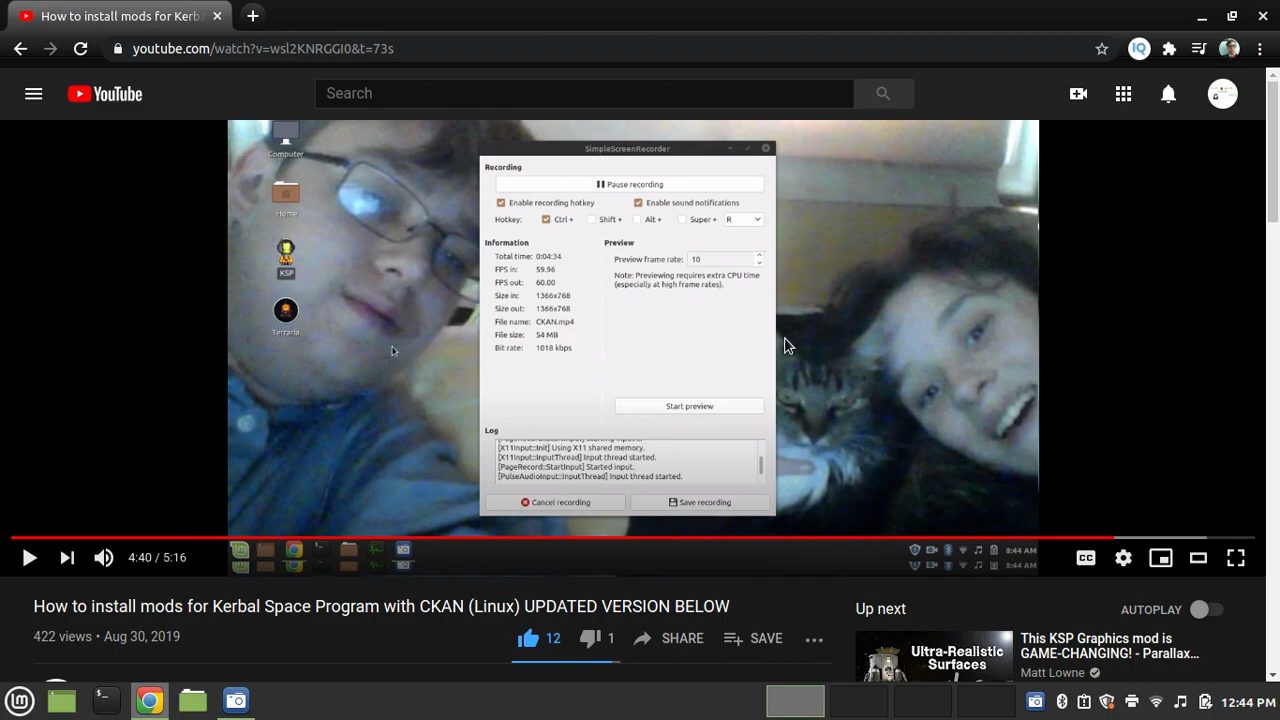 How to install mods for Kerb
youtube.com/watch?v=wsl2KNRGGI0&t=73s
IQ
YouTube
Search
Computer
Home
KSP
Terraria
SimpleScreenRecorder
Recording
Pause recording
Enable recording hotkey
Enable sound notifications
Hotkey: Ctrl + Shift + Alt + Super + R
Information
Total time: 0:04:34
FPS in: 59.96
FPS out: 60.00
Size in: 1366x768
Size out: 1366x768
File name: CKAN.mp4
File size: 54 MB
Bit rate: 1018 kbps
Preview
Preview frame rate: 10
Note: Previewing requires extra CPU time
(especially at high frame rates).
Start preview
Log
[X11Input::Init] Using X11 shared memory.
[X11Input::InputThread] Input thread started.
[PageRecord::StartInput] Started input.
[PulseAudioInput::InputThread] Input thread started.
Cancel recording
Save recording
8:44 AM
8:44 AM
4:40 / 5:16
CC
How to install mods for Kerbal Space Program with CKAN (Linux) UPDATED VERSION BELOW
422 views • Aug 30, 2019
12
1
SHARE
SAVE
Up next
AUTOPLAY
Ultra-Realistic
Surfaces
This KSP Graphics mod is
GAME-CHANGING! - Parallax...
Matt Lowne
12:44 PM